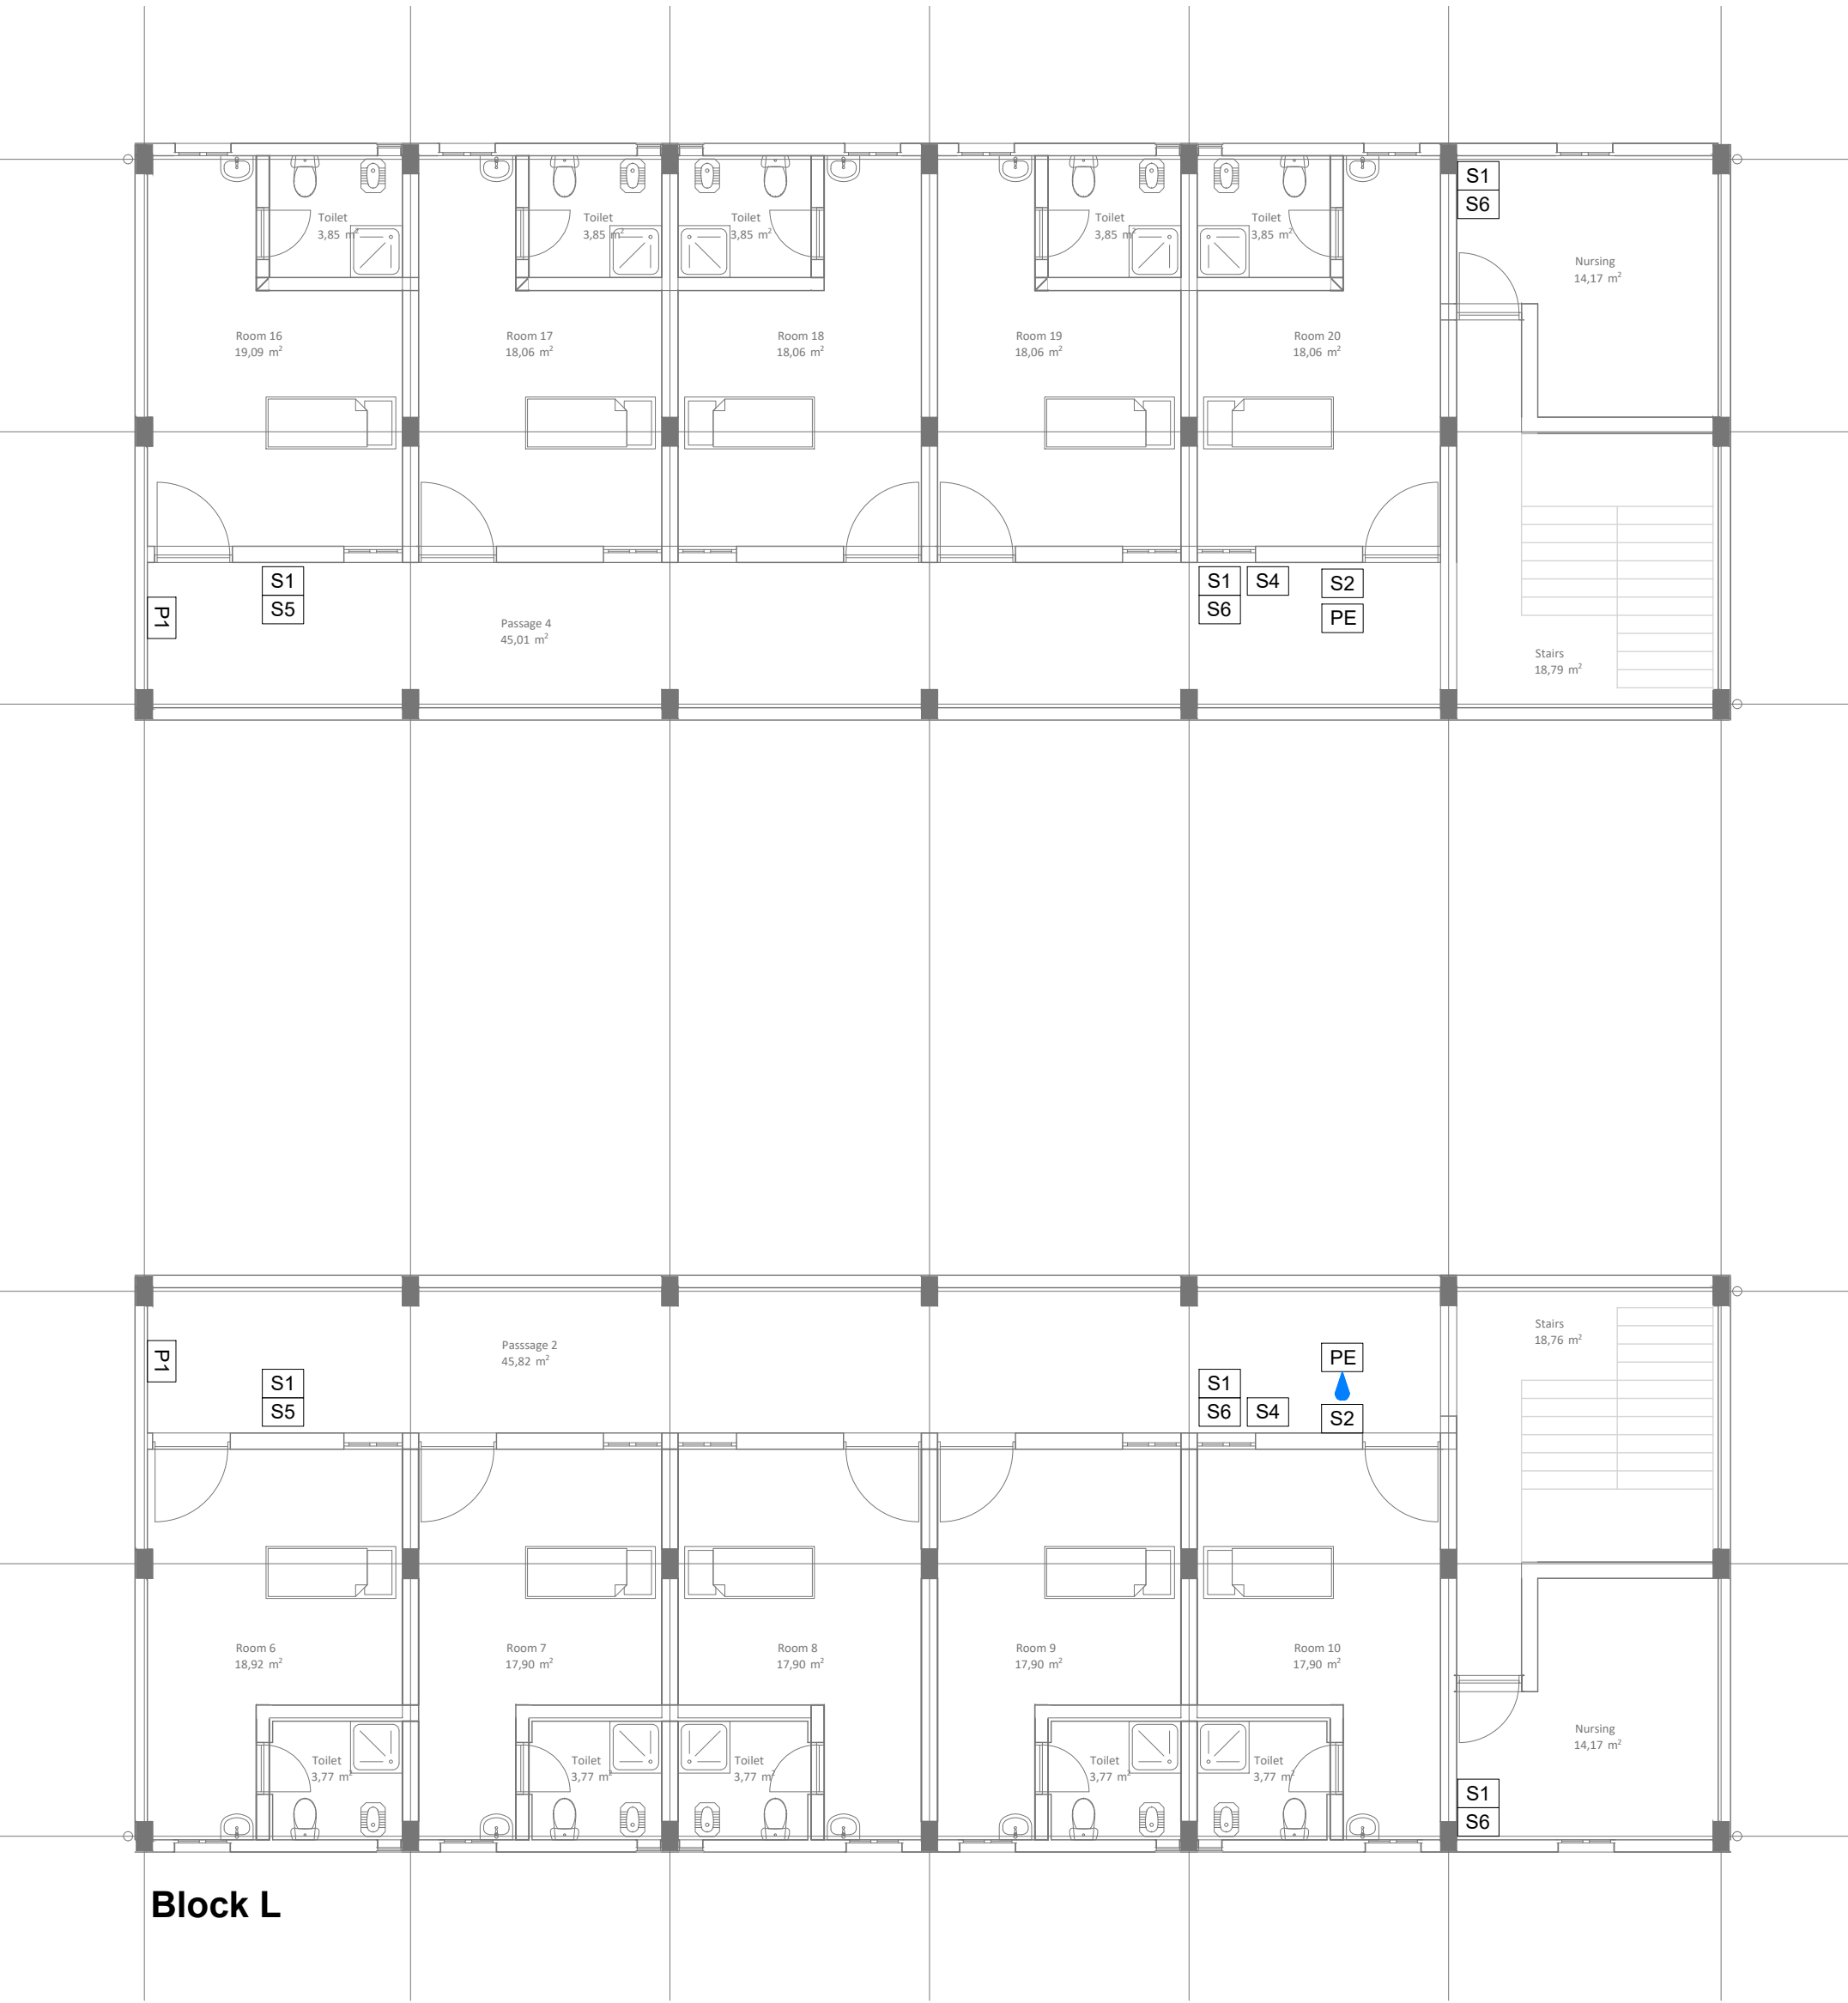 S1
S6
Toilet
3,85 m²
Toilet
3,85 m²
Toilet
3,85 m²
Toilet
3,85 m²
Toilet
3,85 m²
Nursing
14,17 m²
Room 16
19,09 m²
Room 17
18,06 m²
Room 18
18,06 m²
Room 19
18,06 m²
Room 20
18,06 m²
S1
S5
S1
S6
S4
S2
PE
P1
Passage 4
45,01 m²
Stairs
18,79 m²
Stairs
18,76 m²
P1
Passsage 2
45,82 m²
PE
S1
S5
S1
S6
S4
S2
Room 6
18,92 m²
Room 7
17,90 m²
Room 8
17,90 m²
Room 9
17,90 m²
Room 10
17,90 m²
Nursing
14,17 m²
Toilet
3,77 m²
Toilet
3,77 m²
Toilet
3,77 m²
Toilet
3,77 m²
Toilet
3,77 m²
S1
S6
Block L